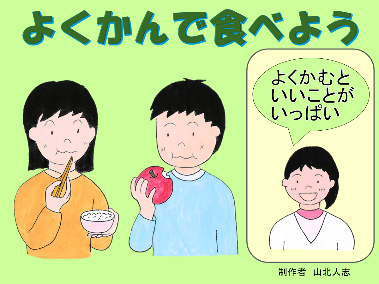 よくかんで食べよう
よくかむと
いいことが
いっぱい
制作者 山北人志